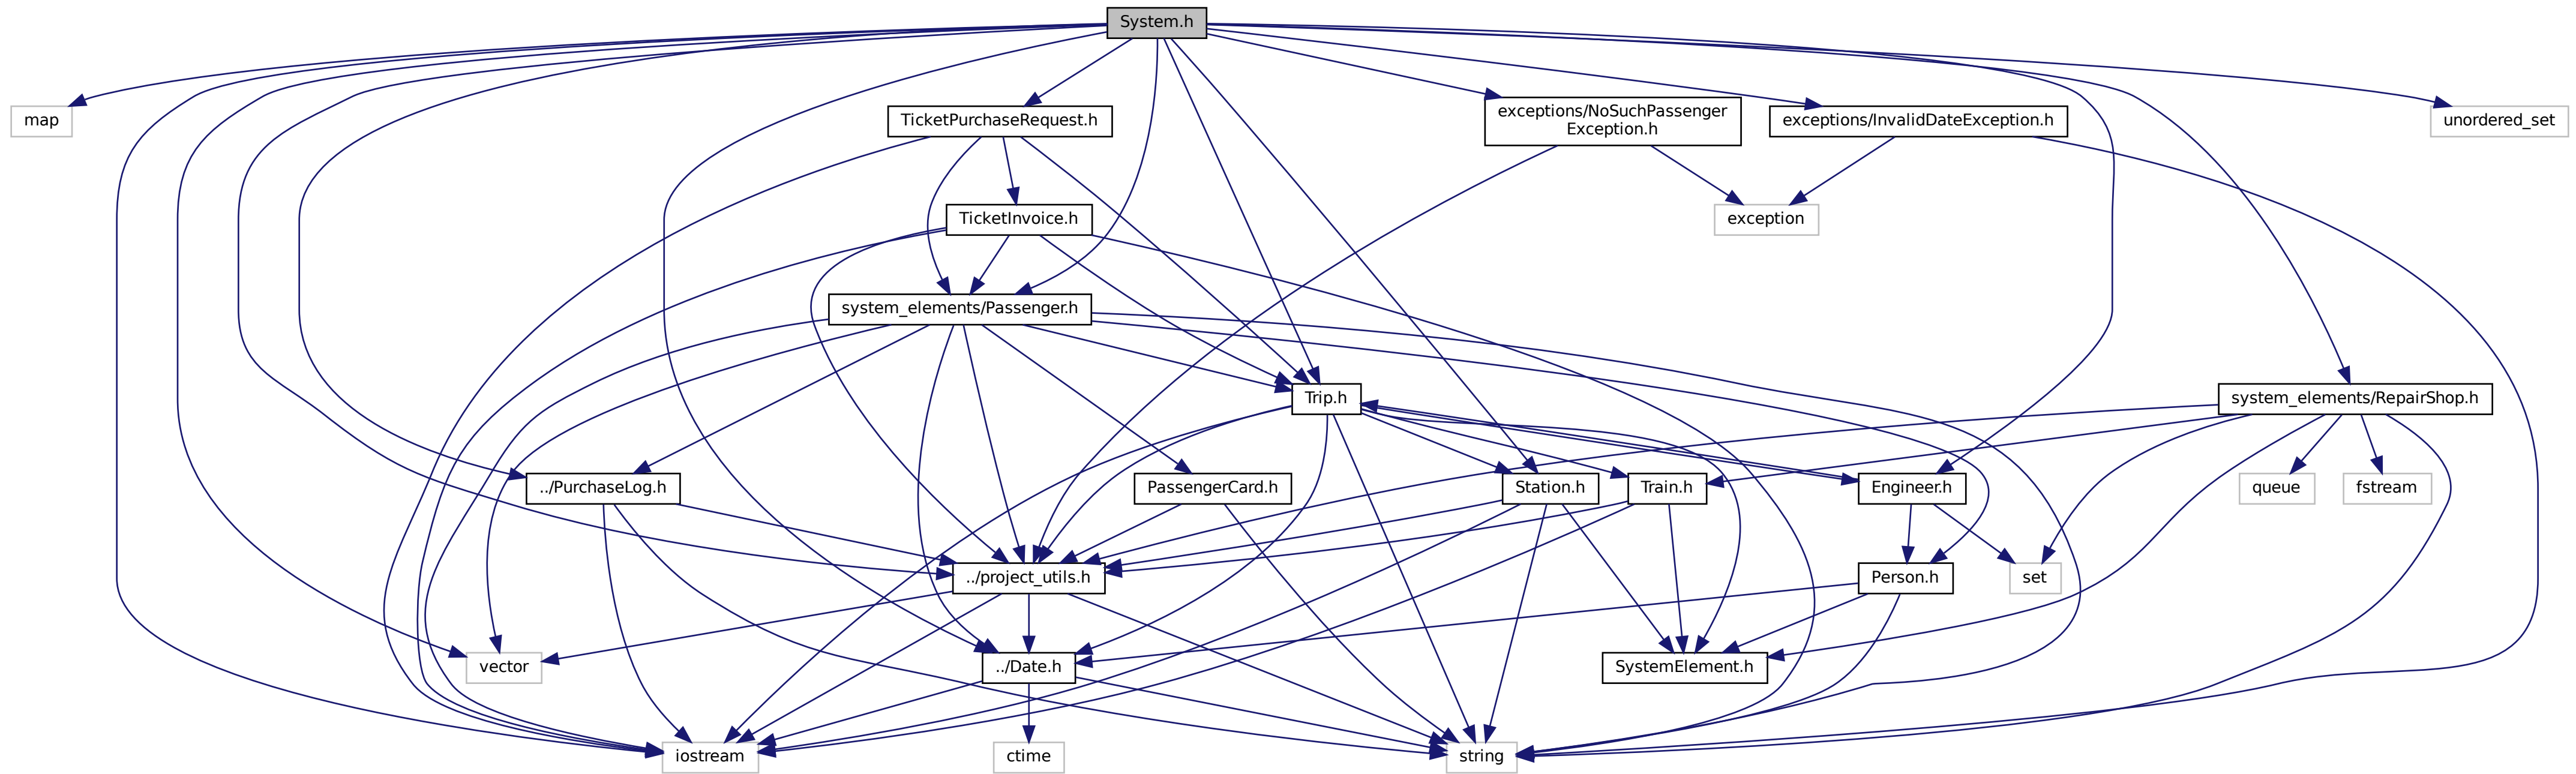 System.h
map
TicketPurchaseRequest.h
exceptions/NoSuchPassenger
Exception.h
exceptions/InvalidDateException.h
unordered_set
TicketInvoice.h
exception
system_elements/Passenger.h
Trip.h
system_elements/RepairShop.h
../PurchaseLog.h
PassengerCard.h
Station.h
Train.h
Engineer.h
queue
fstream
../project_utils.h
Person.h
set
vector
../Date.h
SystemElement.h
iostream
ctime
string